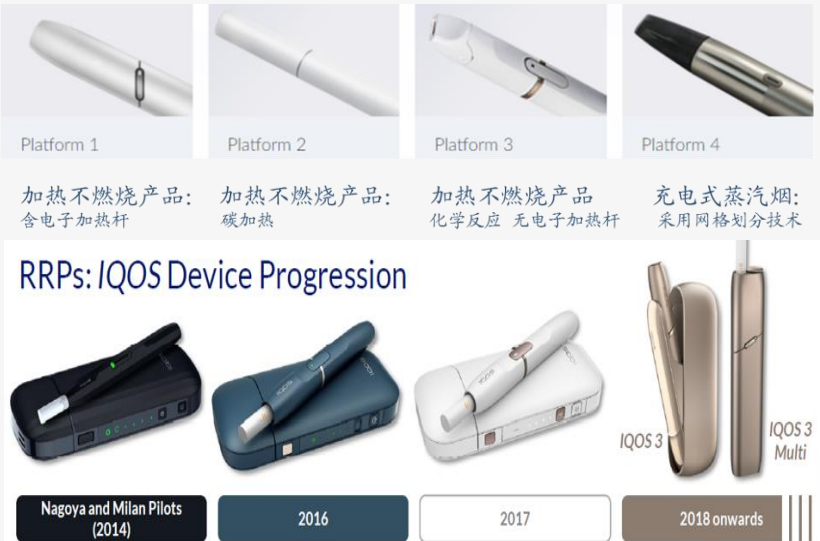 Platform 1
Platform 2
Platform 3
Platform 4
加热不燃烧产品:
含电子加热杆
加热不燃烧产品:
碳加热
加热不燃烧产品
化学反应 无电子加热杆
充电式蒸汽烟:
采用网格划分技术
RRPs: IQOS Device Progression
IQOS 3
IQOS 3
Multi
Nagoya and Milan Pilots
(2014)
2016
2017
2018 onwards